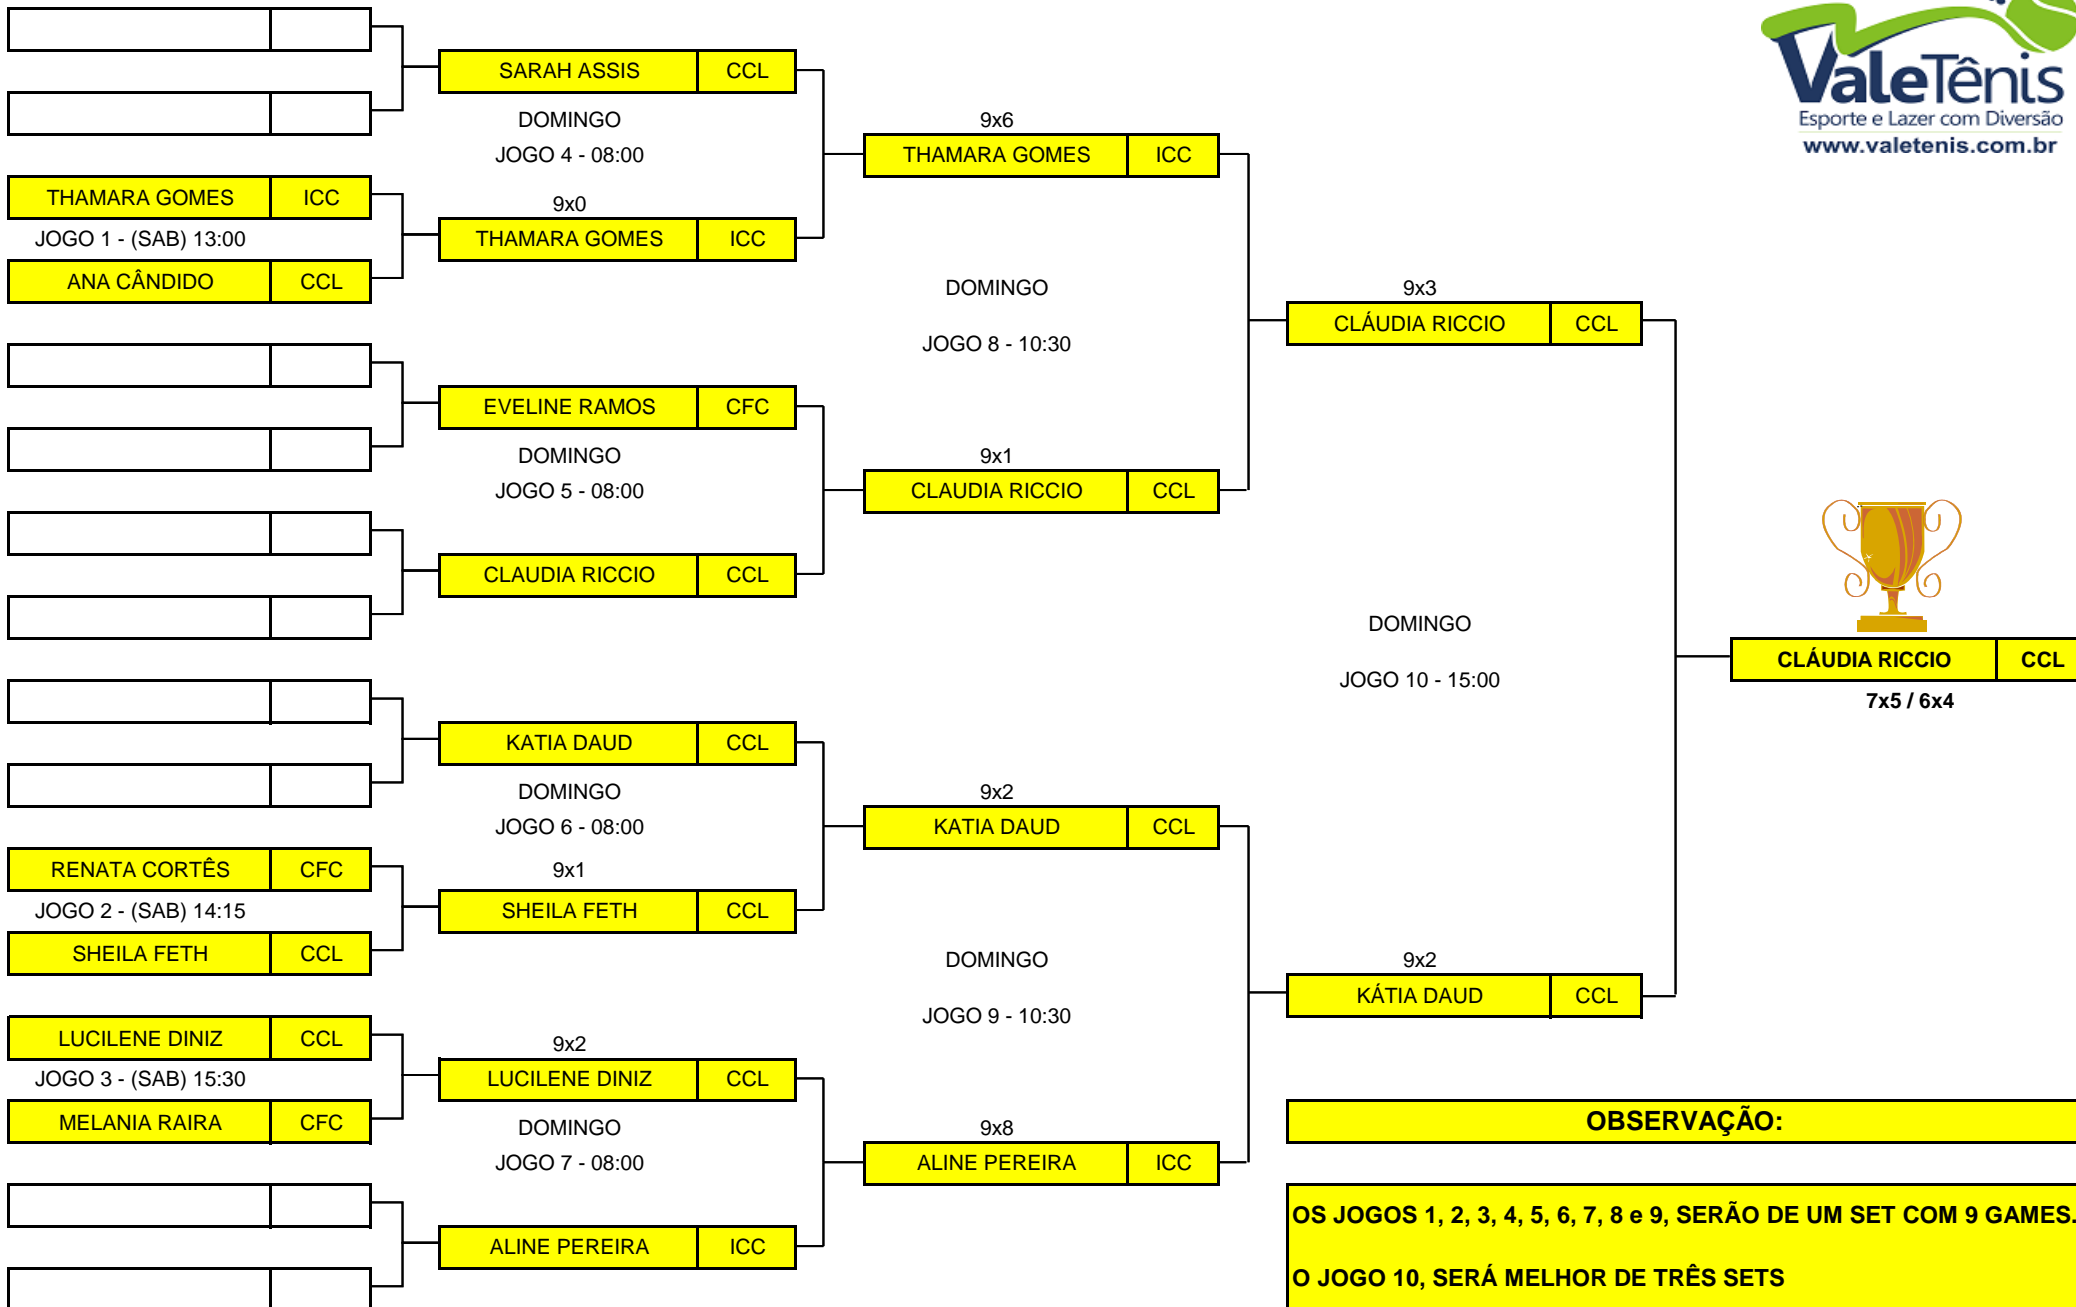 ValeTênis
Esporte e Lazer com Diversão
www.valetenis.com.br
SARAH ASSIS CCL
DOMINGO
JOGO 4 - 08:00
9x6
THAMARA GOMES ICC
THAMARA GOMES ICC
JOGO 1 - (SAB) 13:00
ANA CÂNDIDO CCL
9x0
THAMARA GOMES ICC
DOMINGO
JOGO 8 - 10:30
9x3
CLÁUDIA RICCIO CCL
EVELINE RAMOS CFC
DOMINGO
JOGO 5 - 08:00
9x1
CLAUDIA RICCIO CCL
CLAUDIA RICCIO CCL
DOMINGO
JOGO 10 - 15:00
CLÁUDIA RICCIO CCL
7x5 / 6x4
KATIA DAUD CCL
DOMINGO
JOGO 6 - 08:00
9x2
KATIA DAUD CCL
RENATA CORTÊS CFC
JOGO 2 - (SAB) 14:15
SHEILA FETH CCL
9x1
SHEILA FETH CCL
DOMINGO
JOGO 9 - 10:30
9x2
KÁTIA DAUD CCL
LUCILENE DINIZ CCL
JOGO 3 - (SAB) 15:30
MELANIA RAIRA CFC
9x2
LUCILENE DINIZ CCL
DOMINGO
JOGO 7 - 08:00
9x8
ALINE PEREIRA ICC
ALINE PEREIRA ICC
OBSERVAÇÃO:
OS JOGOS 1, 2, 3, 4, 5, 6, 7, 8 e 9, SERÃO DE UM SET COM 9 GAMES.
O JOGO 10, SERÁ MELHOR DE TRÊS SETS